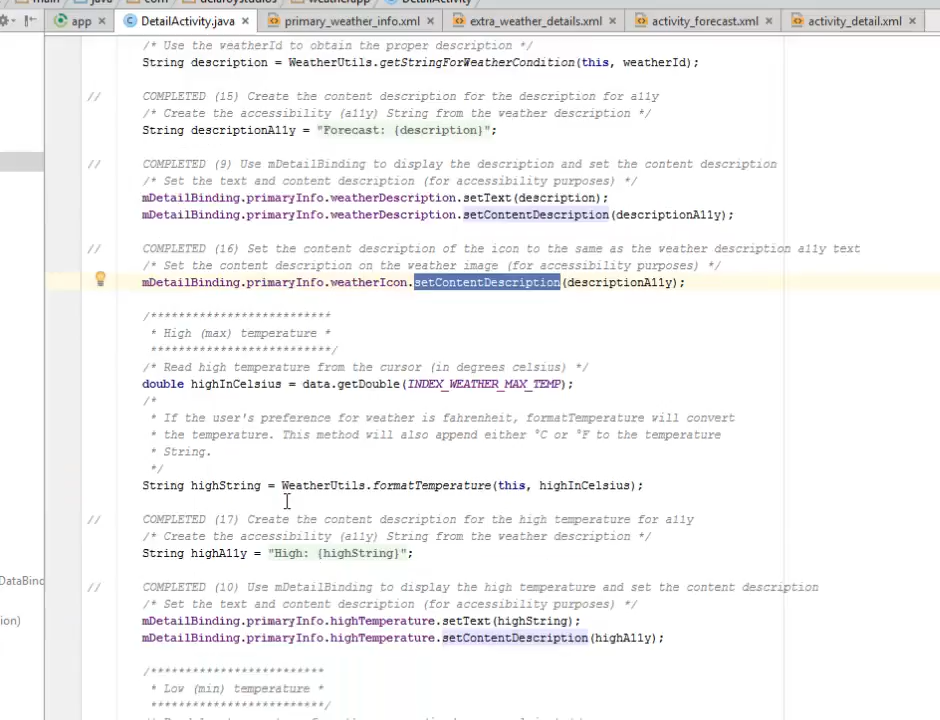 main java com delaroystudios weatherapp DetailActivity
app DetailActivity.java primary_weather_info.xml extra_weather_details.xml activity_forecast.xml activity_detail.xml
/* Use the weatherId to obtain the proper description */
String description = WeatherUtils.getStringForWeatherCondition(this, weatherId);
// COMPLETED (15) Create the content description for the description for a11y
/* Create the accessibility (a11y) String from the weather description */
String descriptionA11y = "Forecast: {description}";
// COMPLETED (9) Use mDetailBinding to display the description and set the content description
/* Set the text and content description (for accessibility purposes) */
mDetailBinding.primaryInfo.weatherDescription.setText(description);
mDetailBinding.primaryInfo.weatherDescription.setContentDescription(descriptionA11y);
// COMPLETED (16) Set the content description of the icon to the same as the weather description a11y text
/* Set the content description on the weather image (for accessibility purposes) */
mDetailBinding.primaryInfo.weatherIcon.setContentDescription(descriptionA11y);
/*************************
* High (max) temperature *
*************************/
/* Read high temperature from the cursor (in degrees celsius) */
double highInCelsius = data.getDouble(INDEX_WEATHER_MAX_TEMP);
/*
* If the user's preference for weather is fahrenheit, formatTemperature will convert
* the temperature. This method will also append either °C or °F to the temperature
* String.
*/
String highString = WeatherUtils.formatTemperature(this, highInCelsius);
// COMPLETED (17) Create the content description for the high temperature for a11y
/* Create the accessibility (a11y) String from the weather description */
String highA11y = "High: {highString}";
DataBind
// COMPLETED (10) Use mDetailBinding to display the high temperature and set the content description
/* Set the text and content description (for accessibility purposes) */
ion)
mDetailBinding.primaryInfo.highTemperature.setText(highString);
mDetailBinding.primaryInfo.highTemperature.setContentDescription(highA11y);
/************************
* Low (min) temperature *
************************/